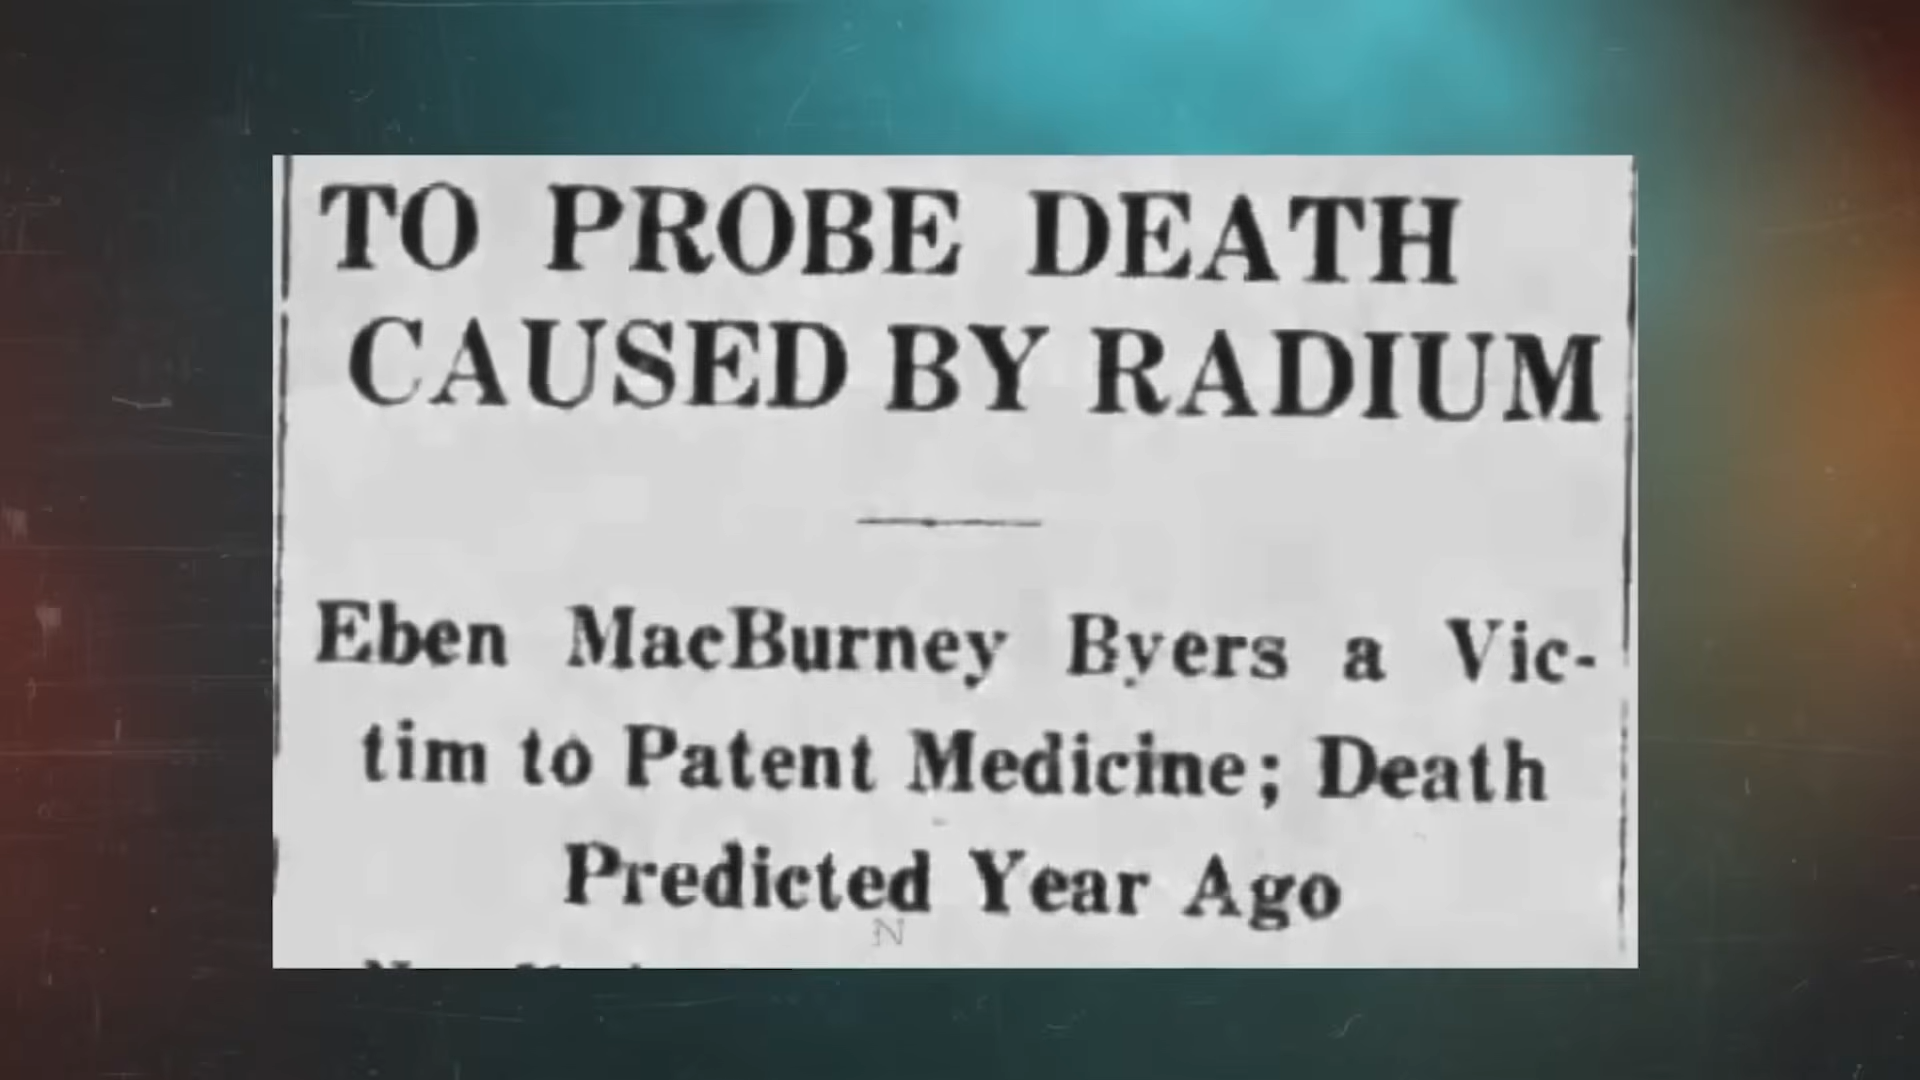 TO PROBE DEATH
CAUSED BY RADIUM
Eben MacBurney Byers a Vic-
tim to Patent Medicine; Death
Predicted Year Ago
N